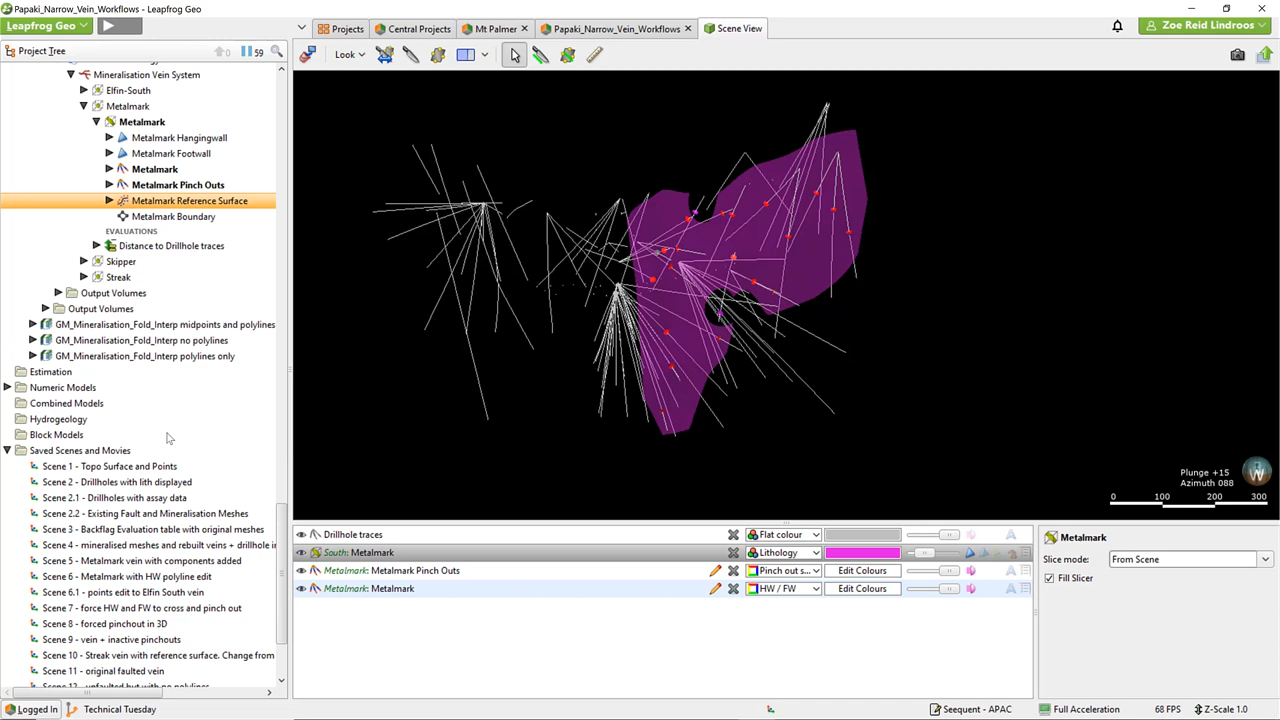 Papaki_Narrow_Vein_Workflows - Leapfrog Geo
Leapfrog Geo
Projects
Central Projects
Mt Palmer
Papaki_Narrow_Vein_Workflows
Scene View
Zoe Reid Lindroos
Project Tree
0
59
Look
Mineralisation Vein System
Elfin-South
Metalmark
Metalmark
Metalmark Hangingwall
Metalmark Footwall
Metalmark
Metalmark Pinch Outs
Metalmark Reference Surface
Metalmark Boundary
EVALUATIONS
Distance to Drillhole traces
Skipper
Streak
Output Volumes
Output Volumes
GM_Mineralisation_Fold_Interp midpoints and polylines
GM_Mineralisation_Fold_Interp no polylines
GM_Mineralisation_Fold_Interp polylines only
Estimation
Numeric Models
Combined Models
Hydrogeology
Block Models
Saved Scenes and Movies
Scene 1 - Topo Surface and Points
Scene 2 - Drillholes with lith displayed
Scene 2.1 - Drillholes with assay data
Scene 2.2 - Existing Fault and Mineralisation Meshes
Scene 3 - Backflag Evaluation table with original meshes
Scene 4 - mineralised meshes and rebuilt veins + drillhole in
Scene 5 - Metalmark vein with components added
Scene 6 - Metalmark with HW polyline edit
Scene6.1 - points edit to Elfin South vein
Scene 7 - force HW and FW to cross and pinch out
Scene 8 - forced pinchout in 3D
Scene 9 - vein + inactive pinchouts
Scene 10 - Streak vein with reference surface. Change from
Scene 11 - original faulted vein
Scene 12 - unfaulted but with no polylines
Plunge +15
Azimuth 088
0 100 200 300
Drillhole traces
Flat colour
South: Metalmark
Lithology
Metalmark: Metalmark Pinch Outs
Pinch out s...
Edit Colours
Metalmark: Metalmark
HW / FW
Edit Colours
Metalmark
Slice mode:
From Scene
Fill Slicer
Logged In
Technical Tuesday
Seequent - APAC
Full Acceleration
68 FPS
Z-Scale 1.0